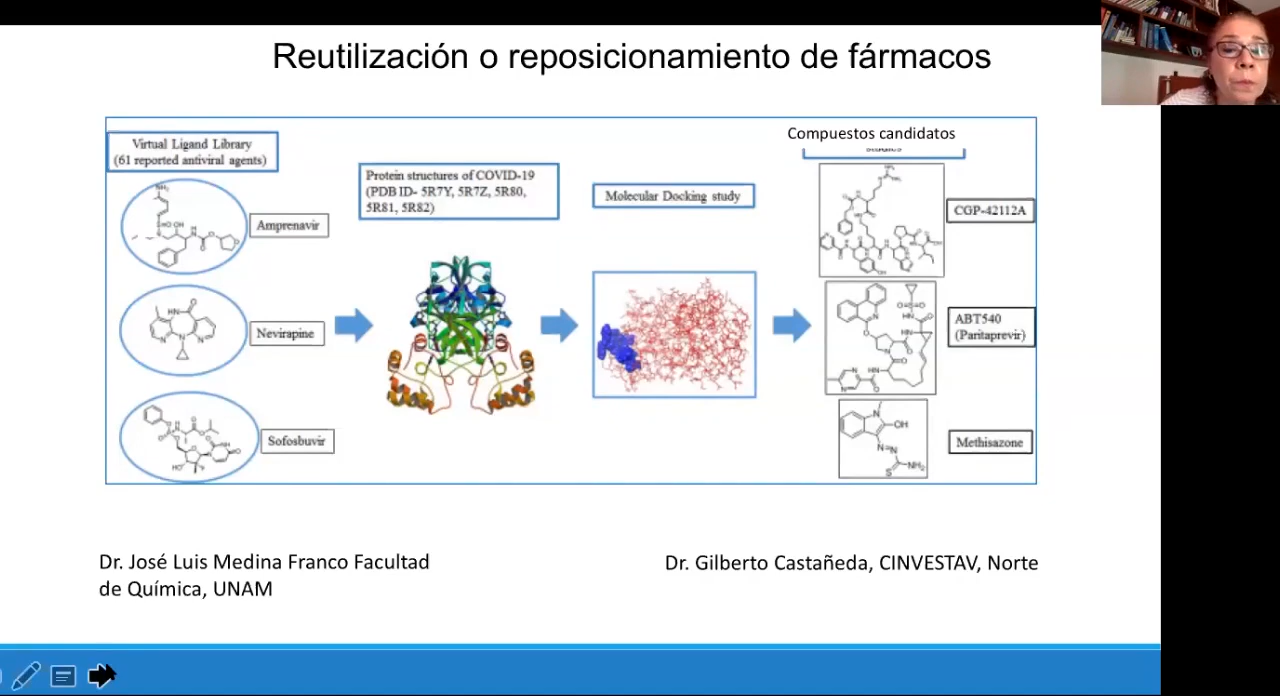 Reutilización o reposicionamiento de fármacos
Virtual Ligand Library
(61 reported antiviral agents)
Amprenavir
Nevirapine
Sofosbuvir
Protein structures of COVID-19
(PDB ID- 5R7Y, 5R7Z, 5R80,
5R81, 5R82)
Molecular Docking study
Compuestos candidatos
CGP-42112A
ABT540
(Paritaprevir)
Methisazone
Dr. José Luis Medina Franco Facultad
de Química, UNAM
Dr. Gilberto Castañeda, CINVESTAV, Norte